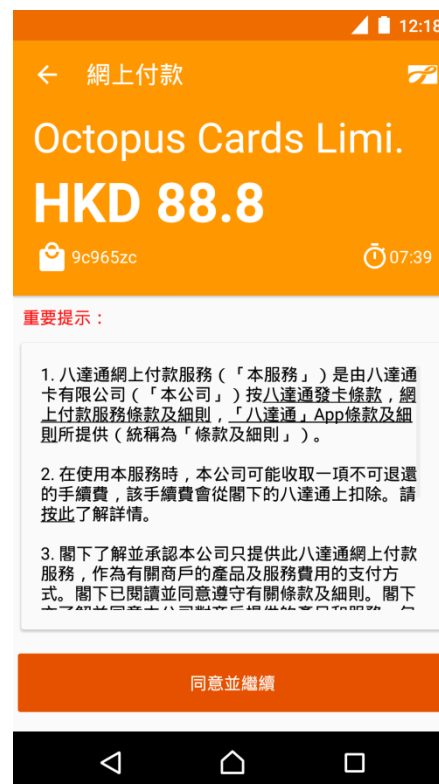 12:18
網上付款
Octopus Cards Limi.
HKD 88.8
9c965zc
07:39
重要提示：
1. 八達通網上付款服務（「本服務」）是由八達通
卡有限公司（「本公司」）按八達通發卡條款，網
上付款服務條款及細則，「八達通」App條款及細
則所提供（統稱為「條款及細則」）。
2. 在使用本服務時，本公司可能收取一項不可退還
的手續費，該手續費會從閣下的八達通上扣除。請
按此了解詳情。
3. 閣下了解並承認本公司只提供此八達通網上付款
服務，作為有關商戶的產品及服務費用的支付方
式。閣下已閱讀並同意遵守有關條款及細則。閣下
同意並繼續